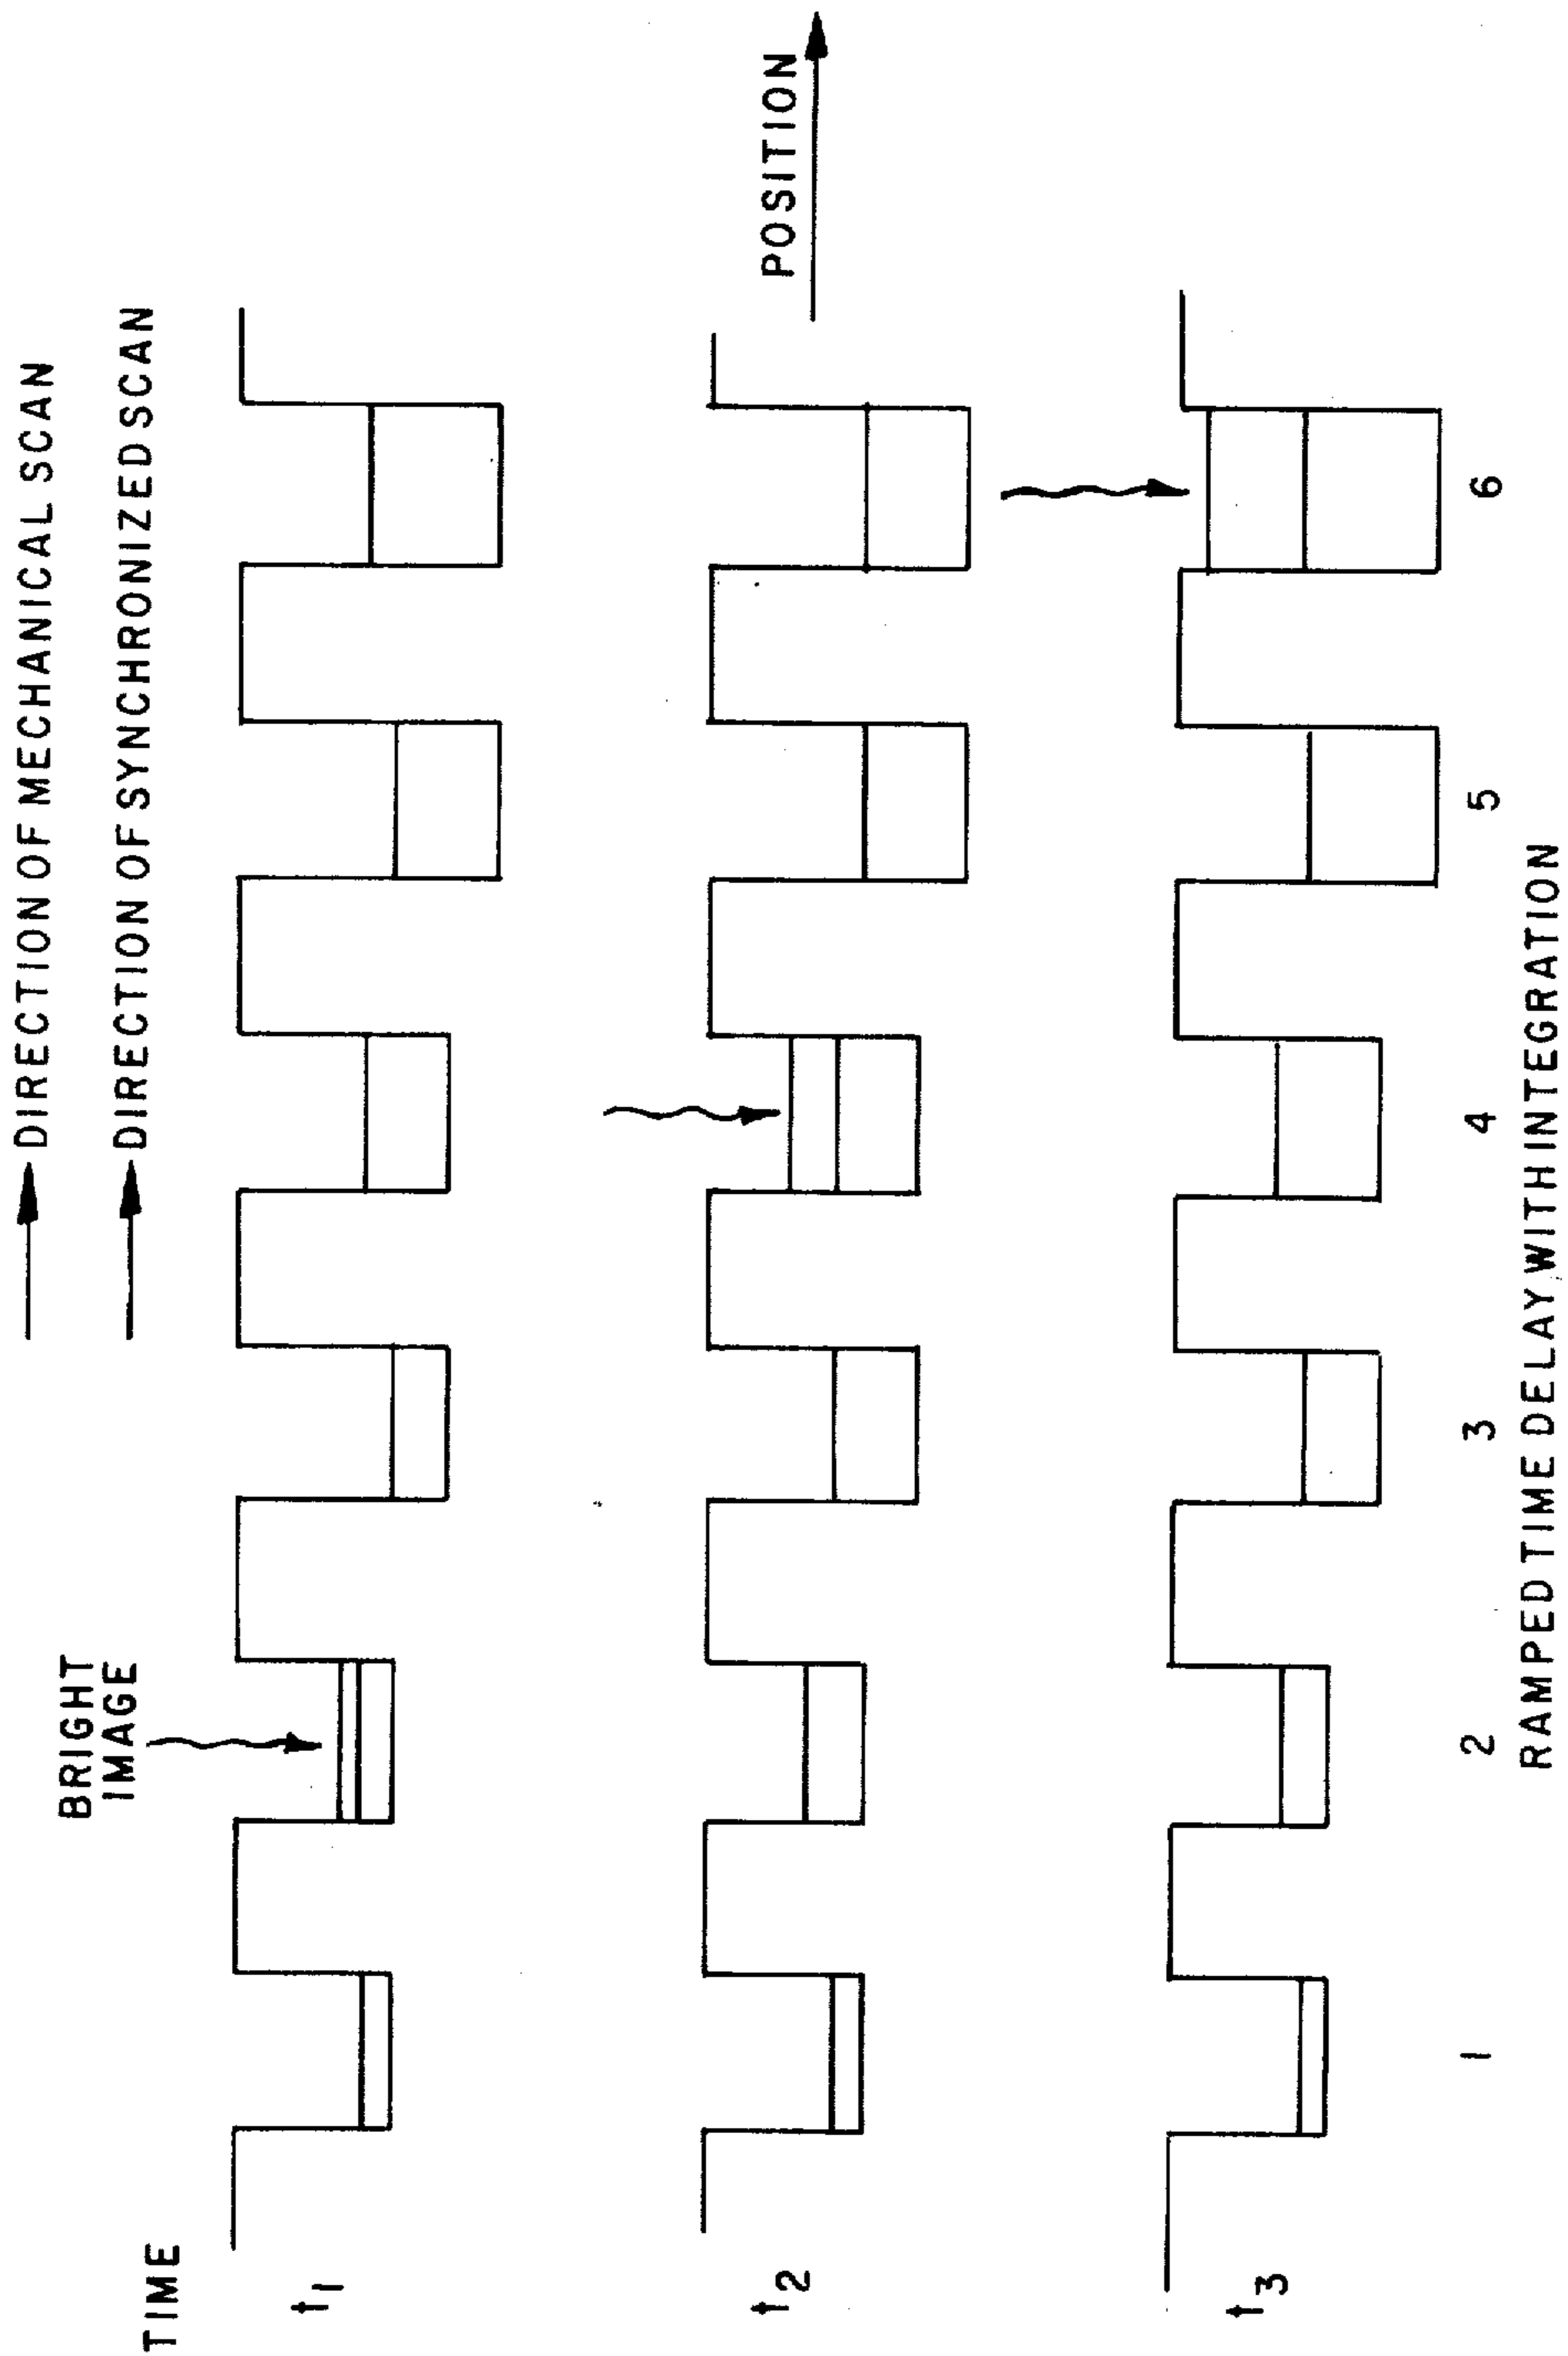 DIRECTION OF MECHANICAL SCAN
DIRECTION OF SYNCHRONIZED SCAN
BRIGHT
IMAGE
TIME
t1
POSITION
t2
t3
1 2 3 4 5 6
RAMPED TIME DELAY WITH INTEGRATION